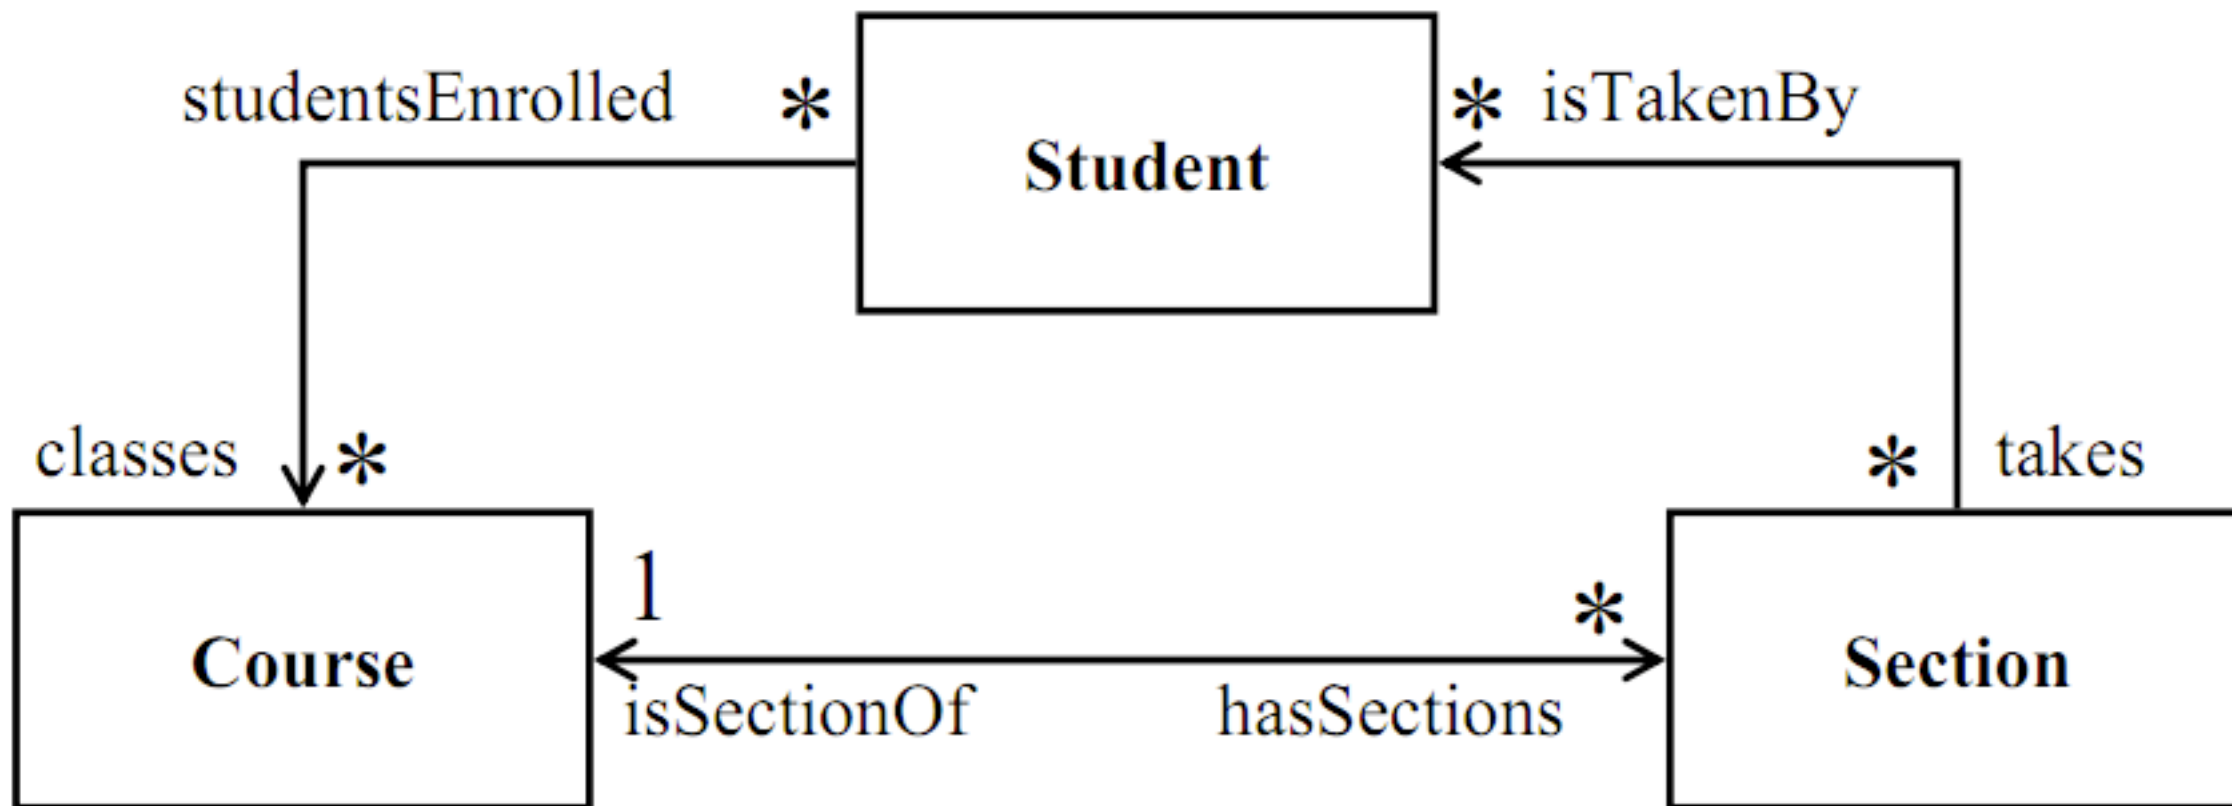 studentsEnrolled * Student * isTakenBy
classes * * takes
Course 1 * Section
isSectionOf hasSections